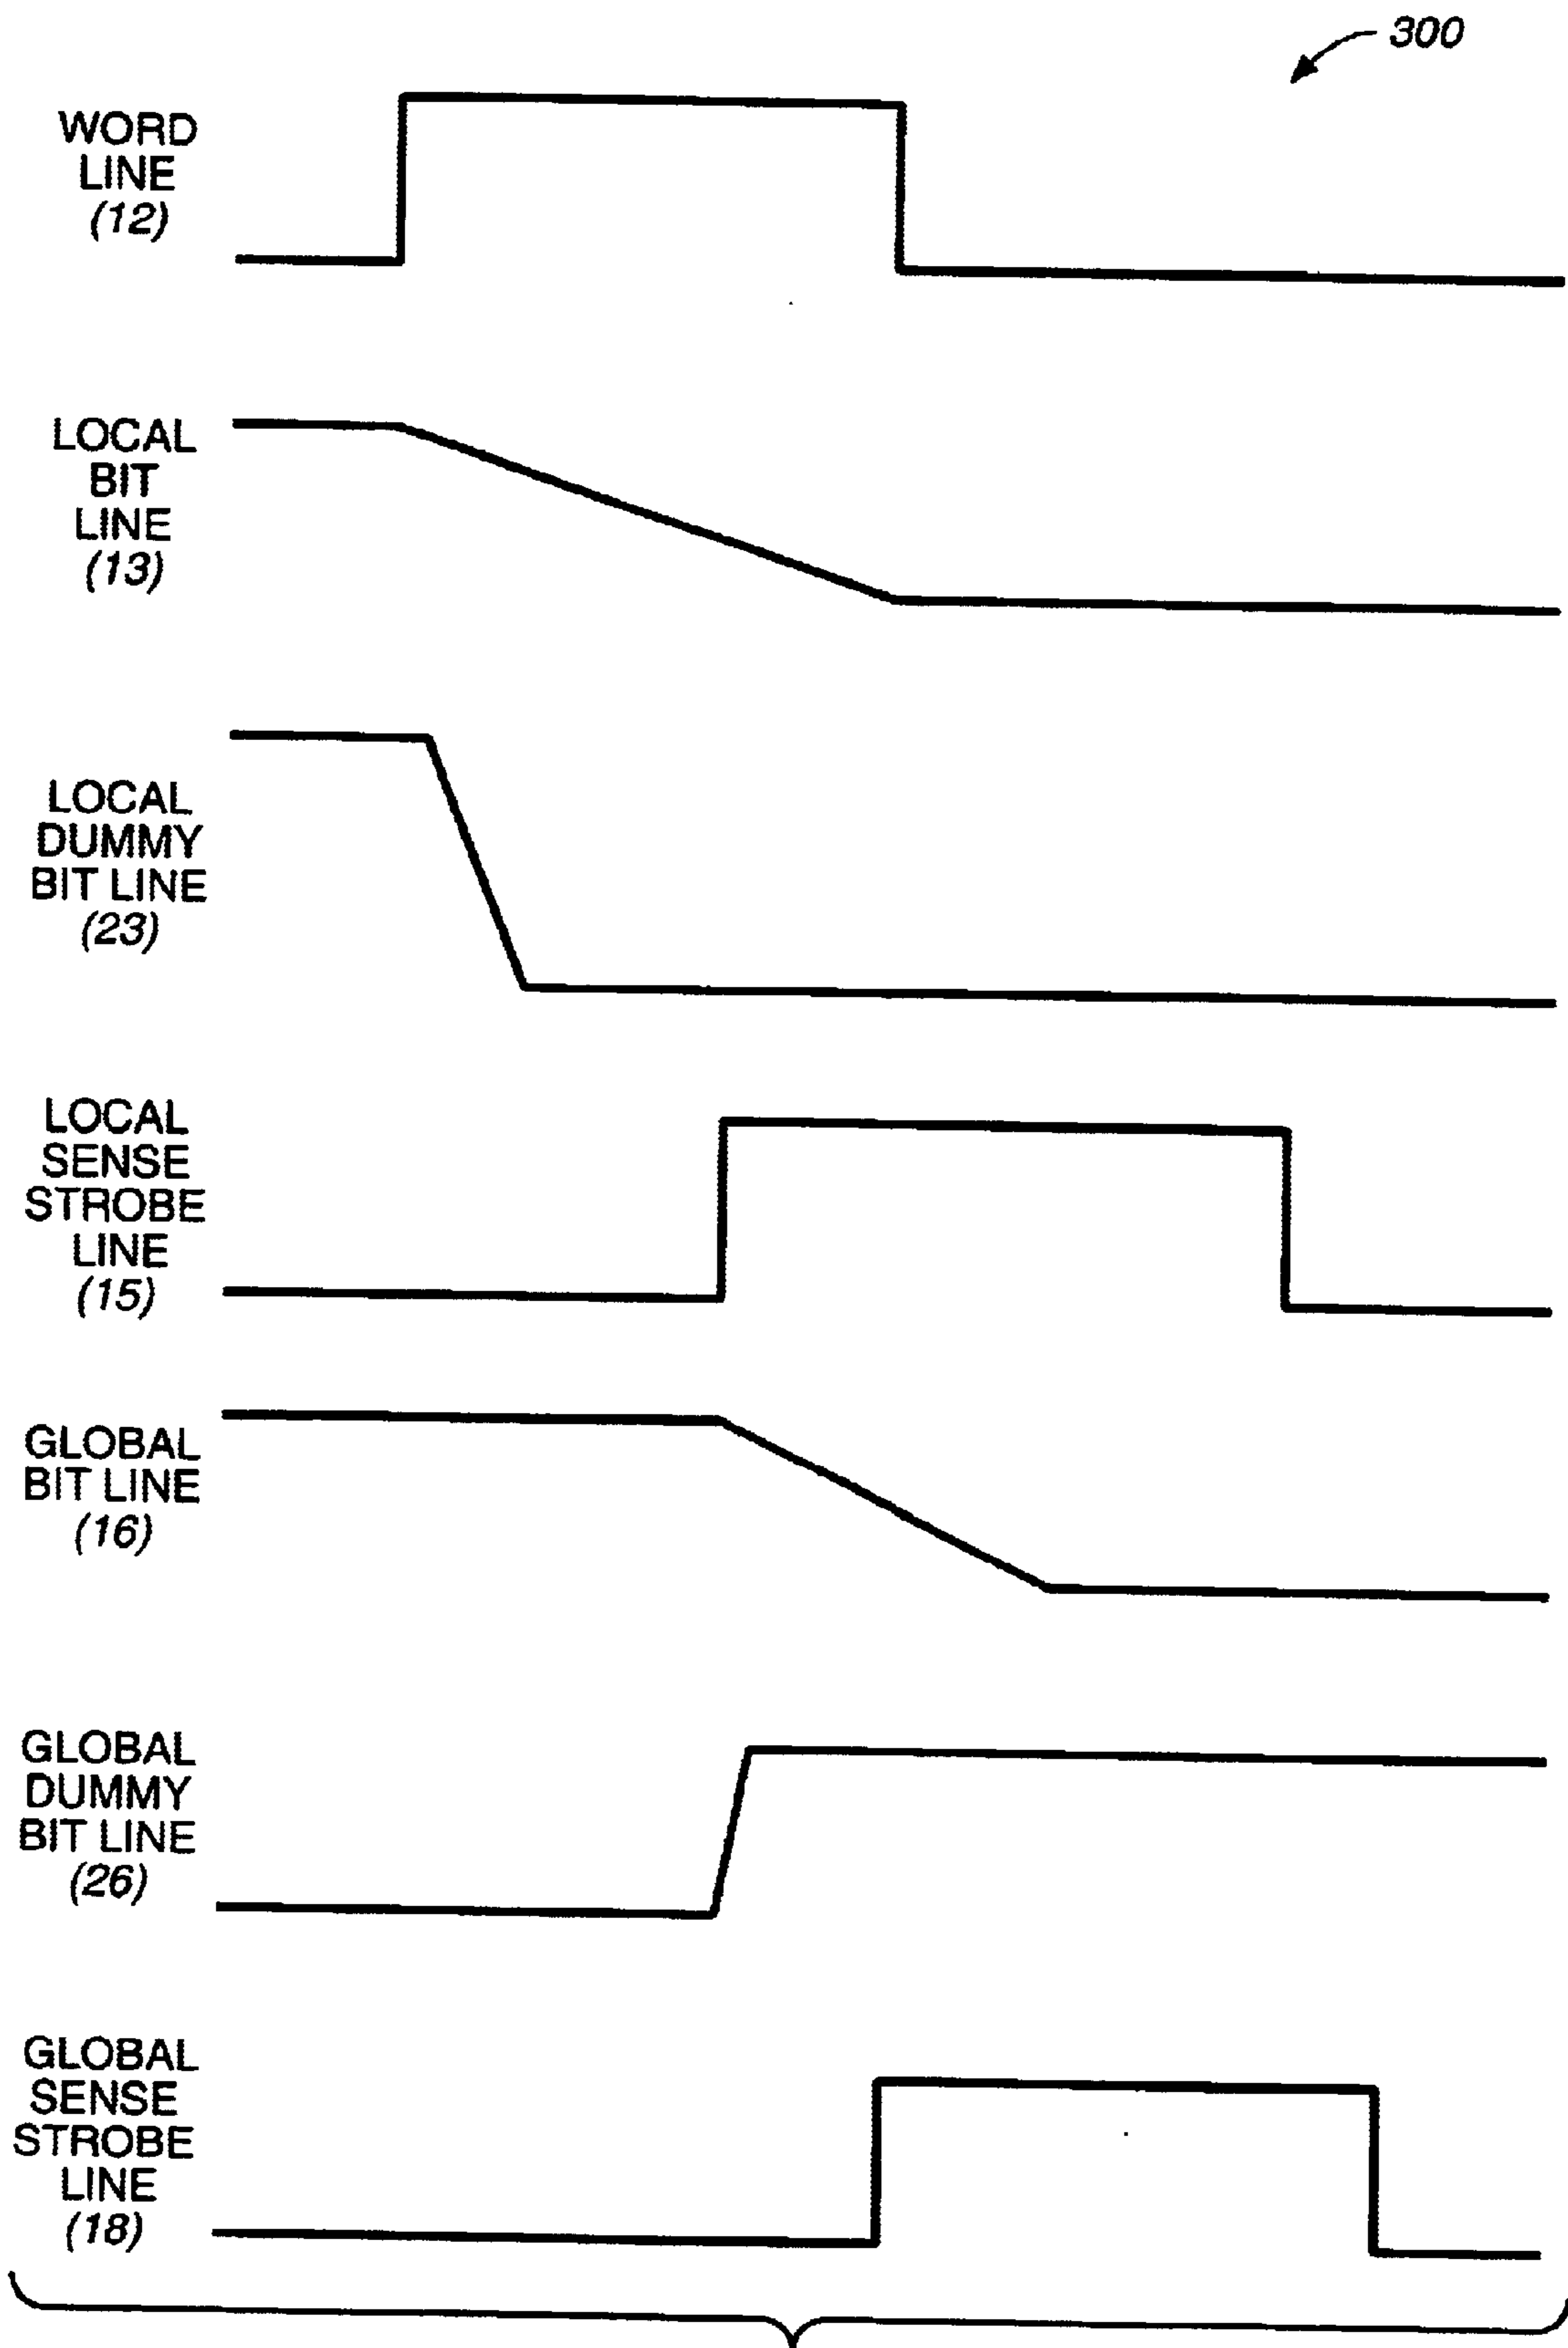 300
WORD
LINE
(12)
LOCAL
BIT
LINE
(13)
LOCAL
DUMMY
BIT LINE
(23)
LOCAL
SENSE
STROBE
LINE
(15)
GLOBAL
BIT LINE
(16)
GLOBAL
DUMMY
BIT LINE
(26)
GLOBAL
SENSE
STROBE
LINE
(18)